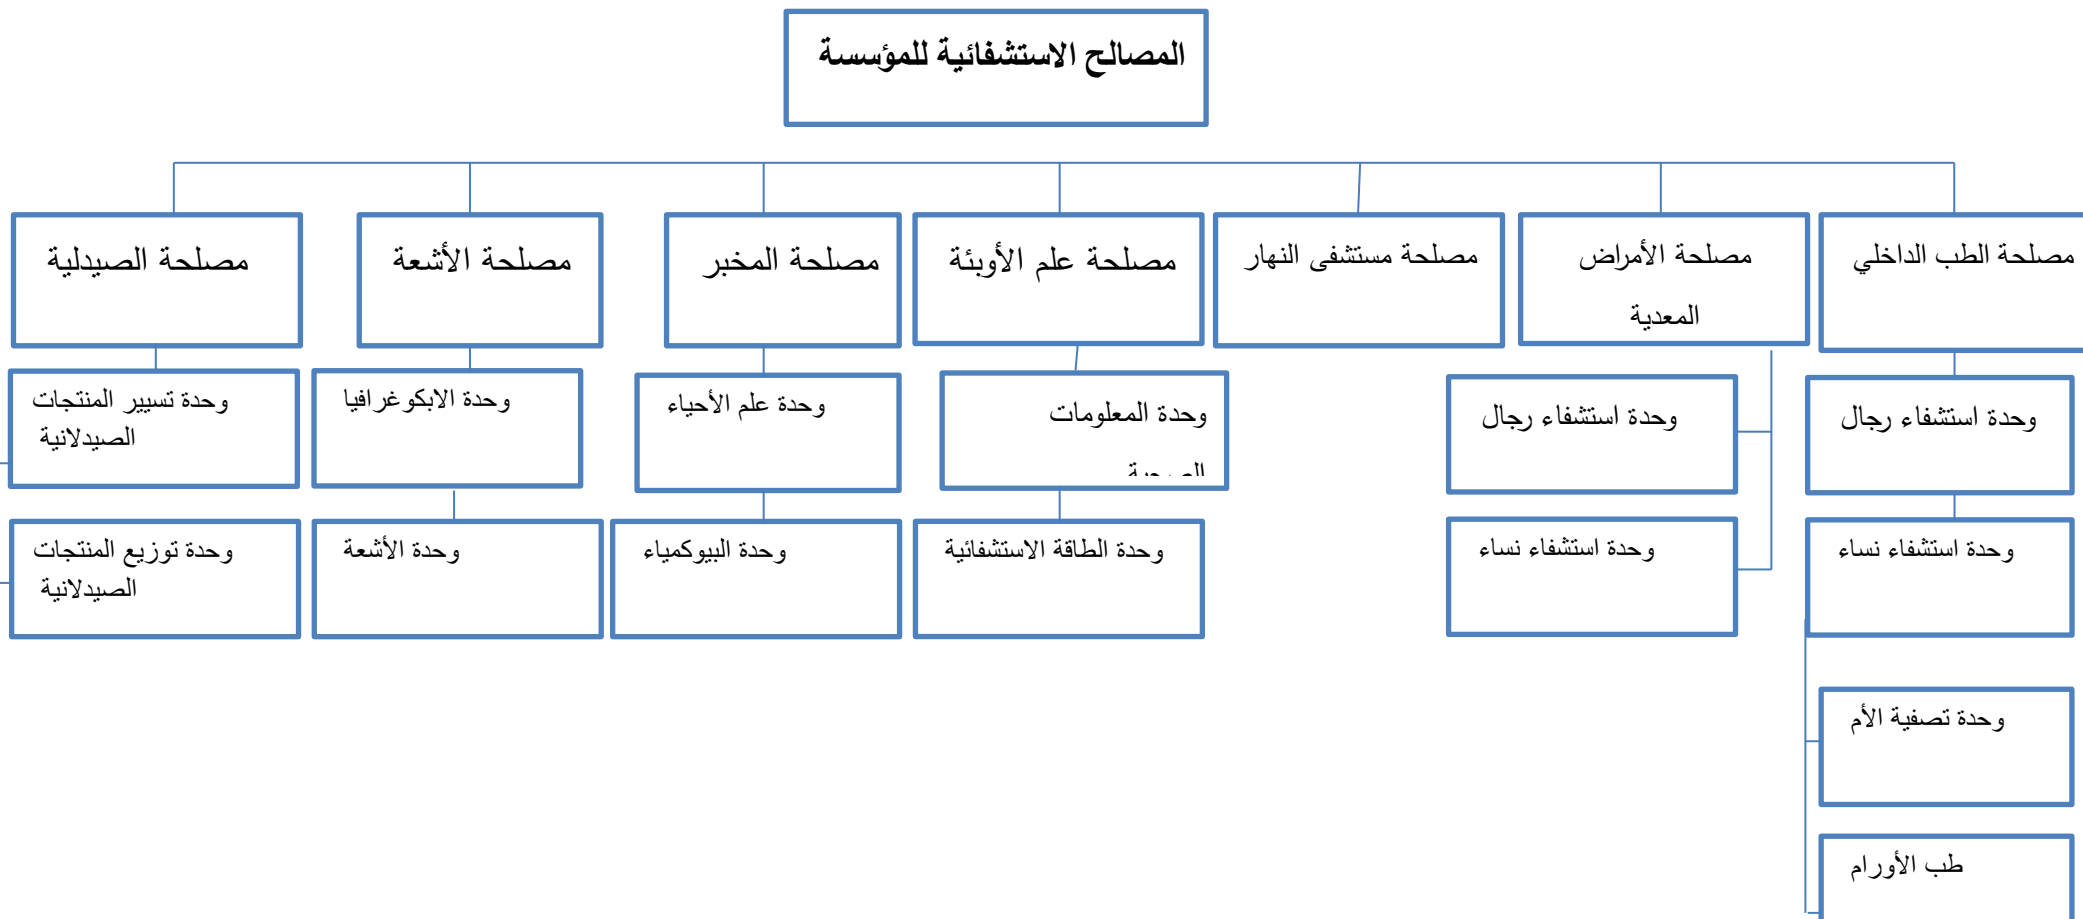 المصالح الاستشفائية للمؤسسة
مصلحة الطب الداخلي
مصلحة الأمراض
المعدية
مصلحة مستشفى النهار
مصلحة علم الأوبئة
مصلحة المخبر
مصلحة الأشعة
مصلحة الصيدلية
وحدة استشفاء رجال
وحدة استشفاء رجال
وحدة المعلومات
وحدة علم الأحياء
وحدة الابكوغرافيا
وحدة تسيير المنتجات
الصيدلانية
وحدة استشفاء نساء
وحدة استشفاء نساء
وحدة الطاقة الاستشفائية
وحدة البيوكمياء
وحدة الأشعة
وحدة توزيع المنتجات
الصيدلانية
وحدة تصفية الأم
طب الأورام